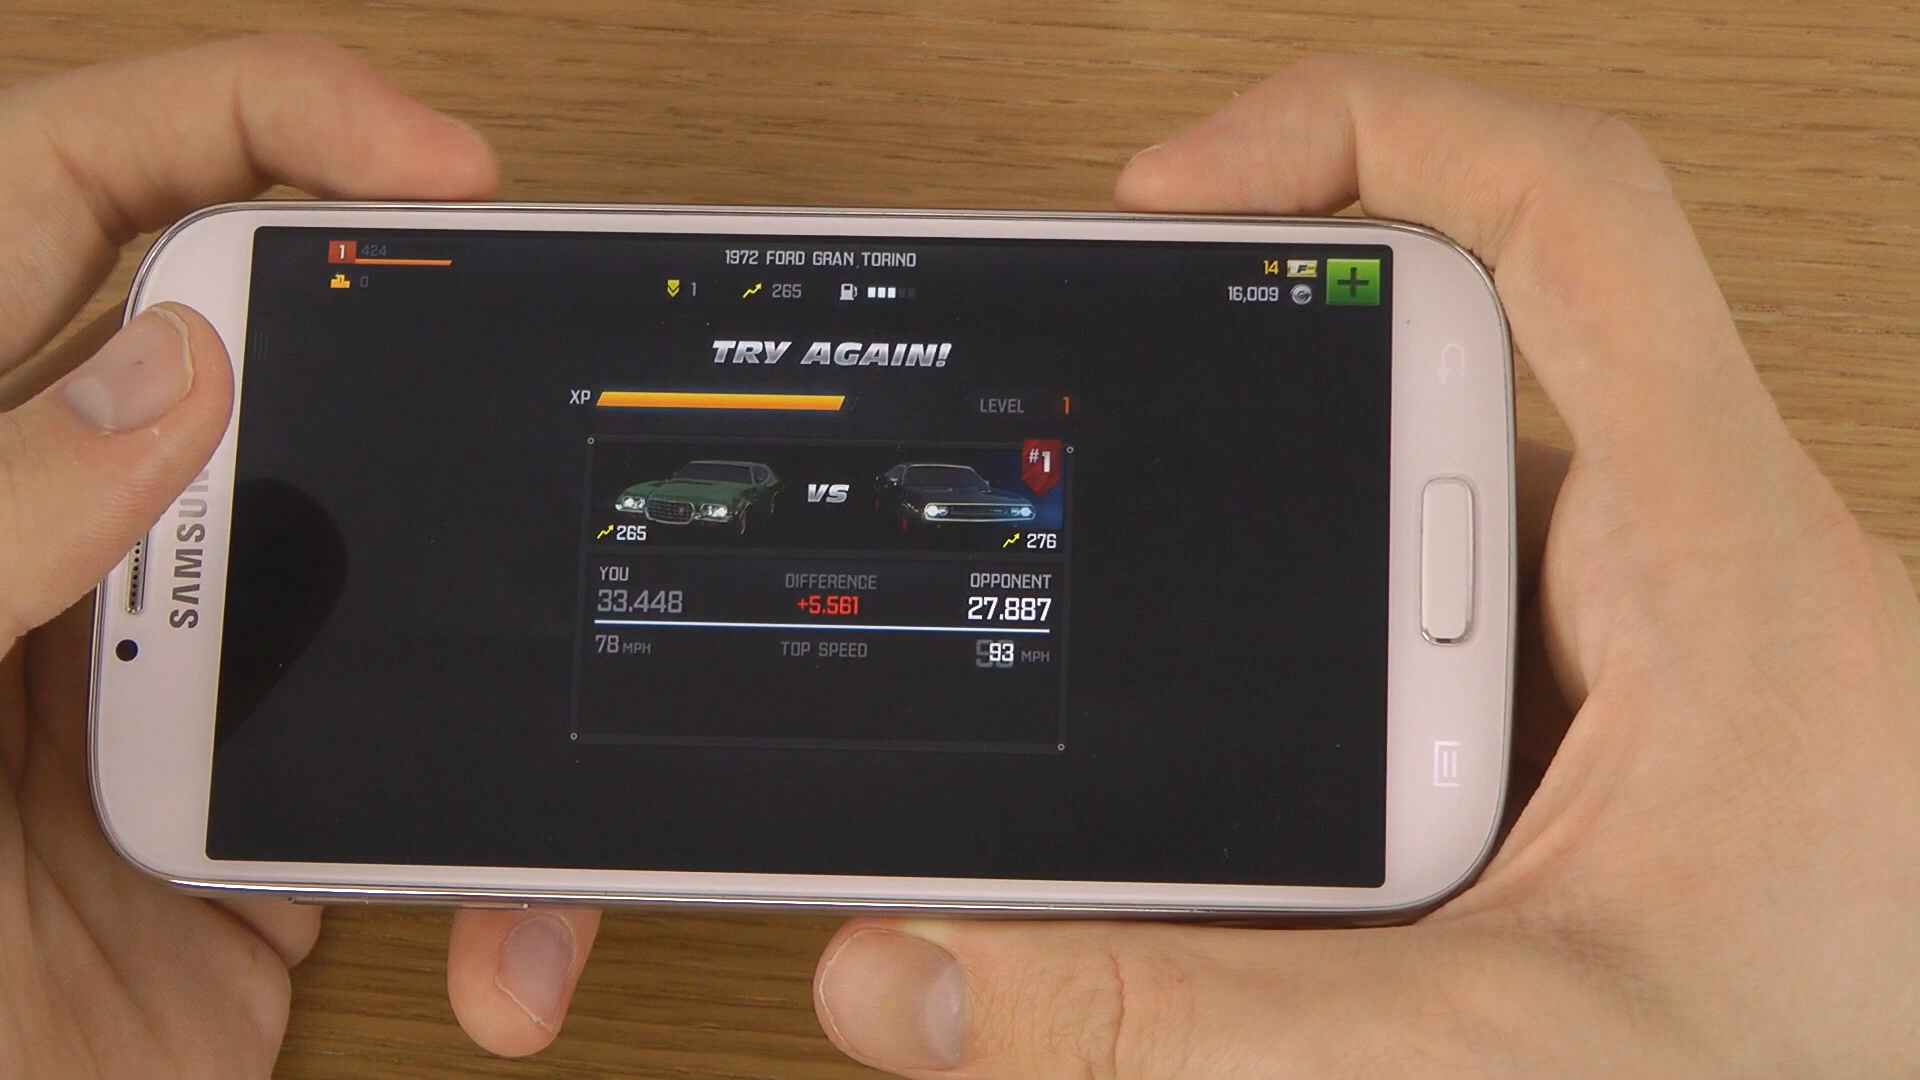 1 424
0
1972 FORD GRAN TORINO
1 265
14
16,009
TRY AGAIN!
XP LEVEL 1
VS
#1
265
276
YOU DIFFERENCE OPPONENT
33.448 +5.561 27.887
78 MPH TOP SPEED 93 MPH
SAMSUNG